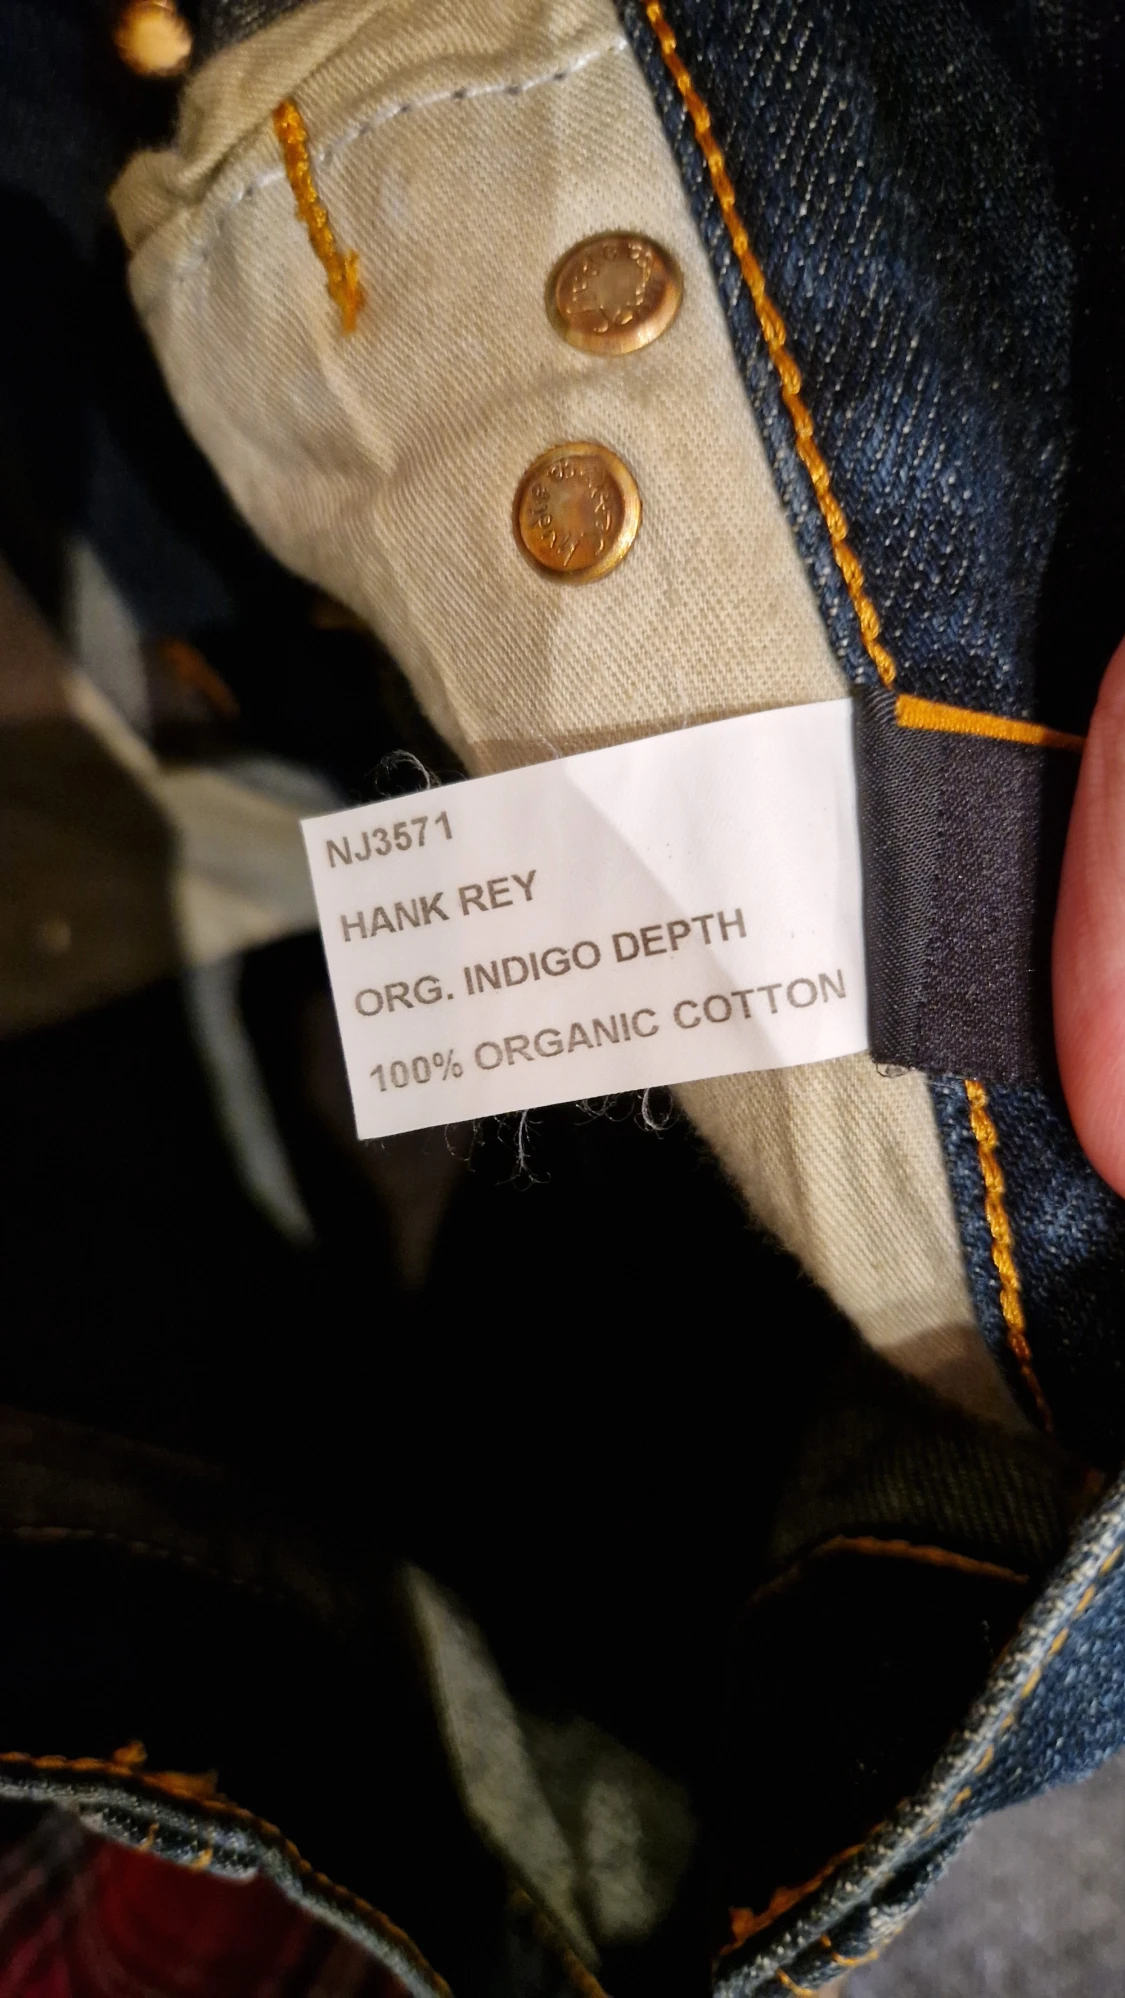 NJ3571
HANK REY
ORG. INDIGO DEPTH
100% ORGANIC COTTON